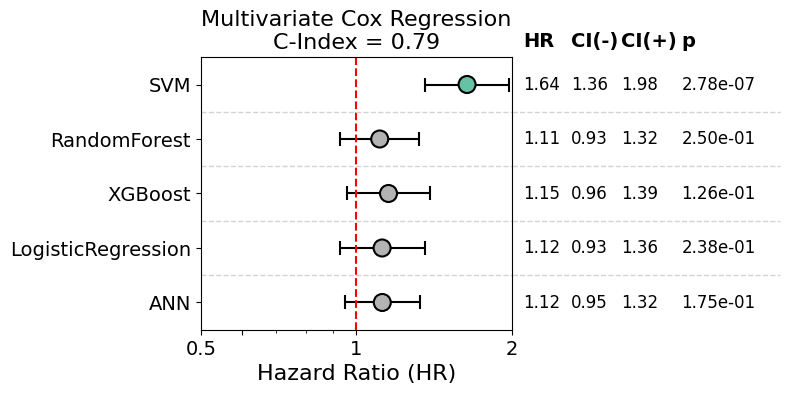 Multivariate Cox Regression
C-Index = 0.79
HR CI(-) CI(+) p
SVM 1.64 1.36 1.98 2.78e-07
RandomForest 1.11 0.93 1.32 2.50e-01
XGBoost 1.15 0.96 1.39 1.26e-01
LogisticRegression 1.12 0.93 1.36 2.38e-01
ANN 1.12 0.95 1.32 1.75e-01
0.5 1 2
Hazard Ratio (HR)